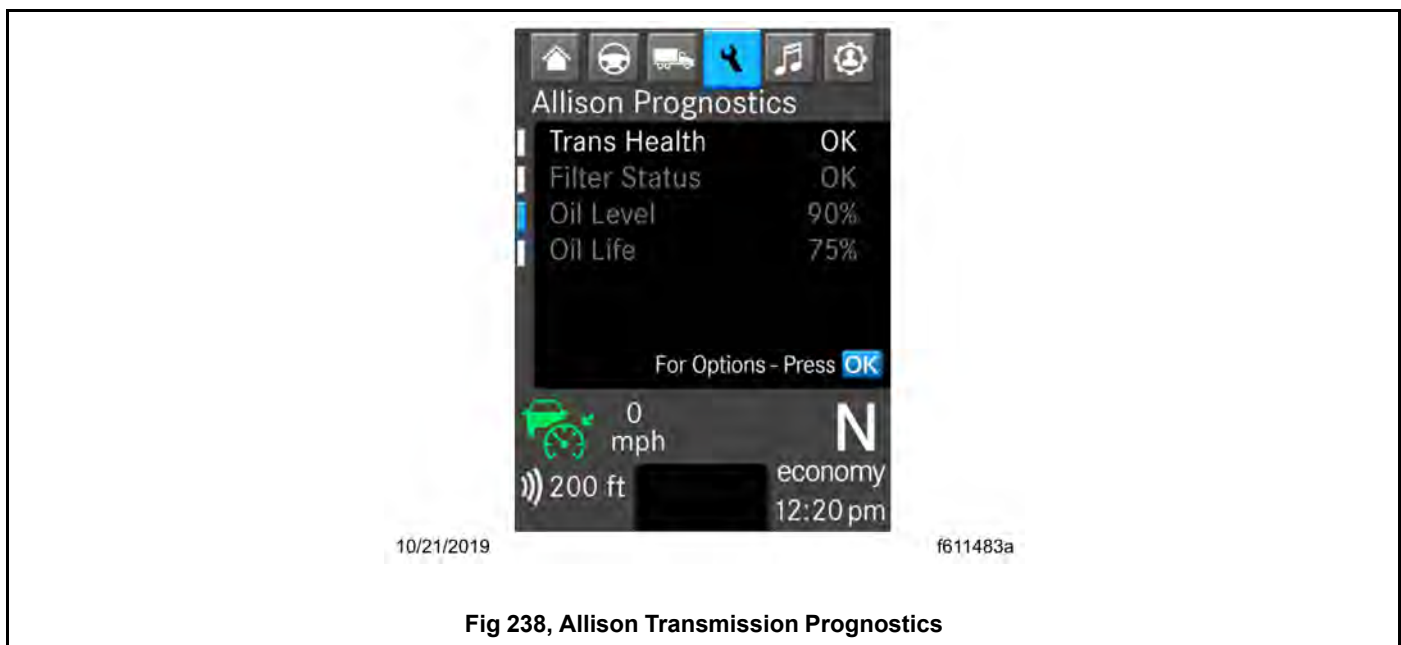 Allison Prognostics
Trans Health OK
Filter Status OK
Oil Level 90%
Oil Life 75%
For Options - Press OK
0
mph
N
economy
200 ft
12:20 pm
10/21/2019 f611483a
Fig 238, Allison Transmission Prognostics